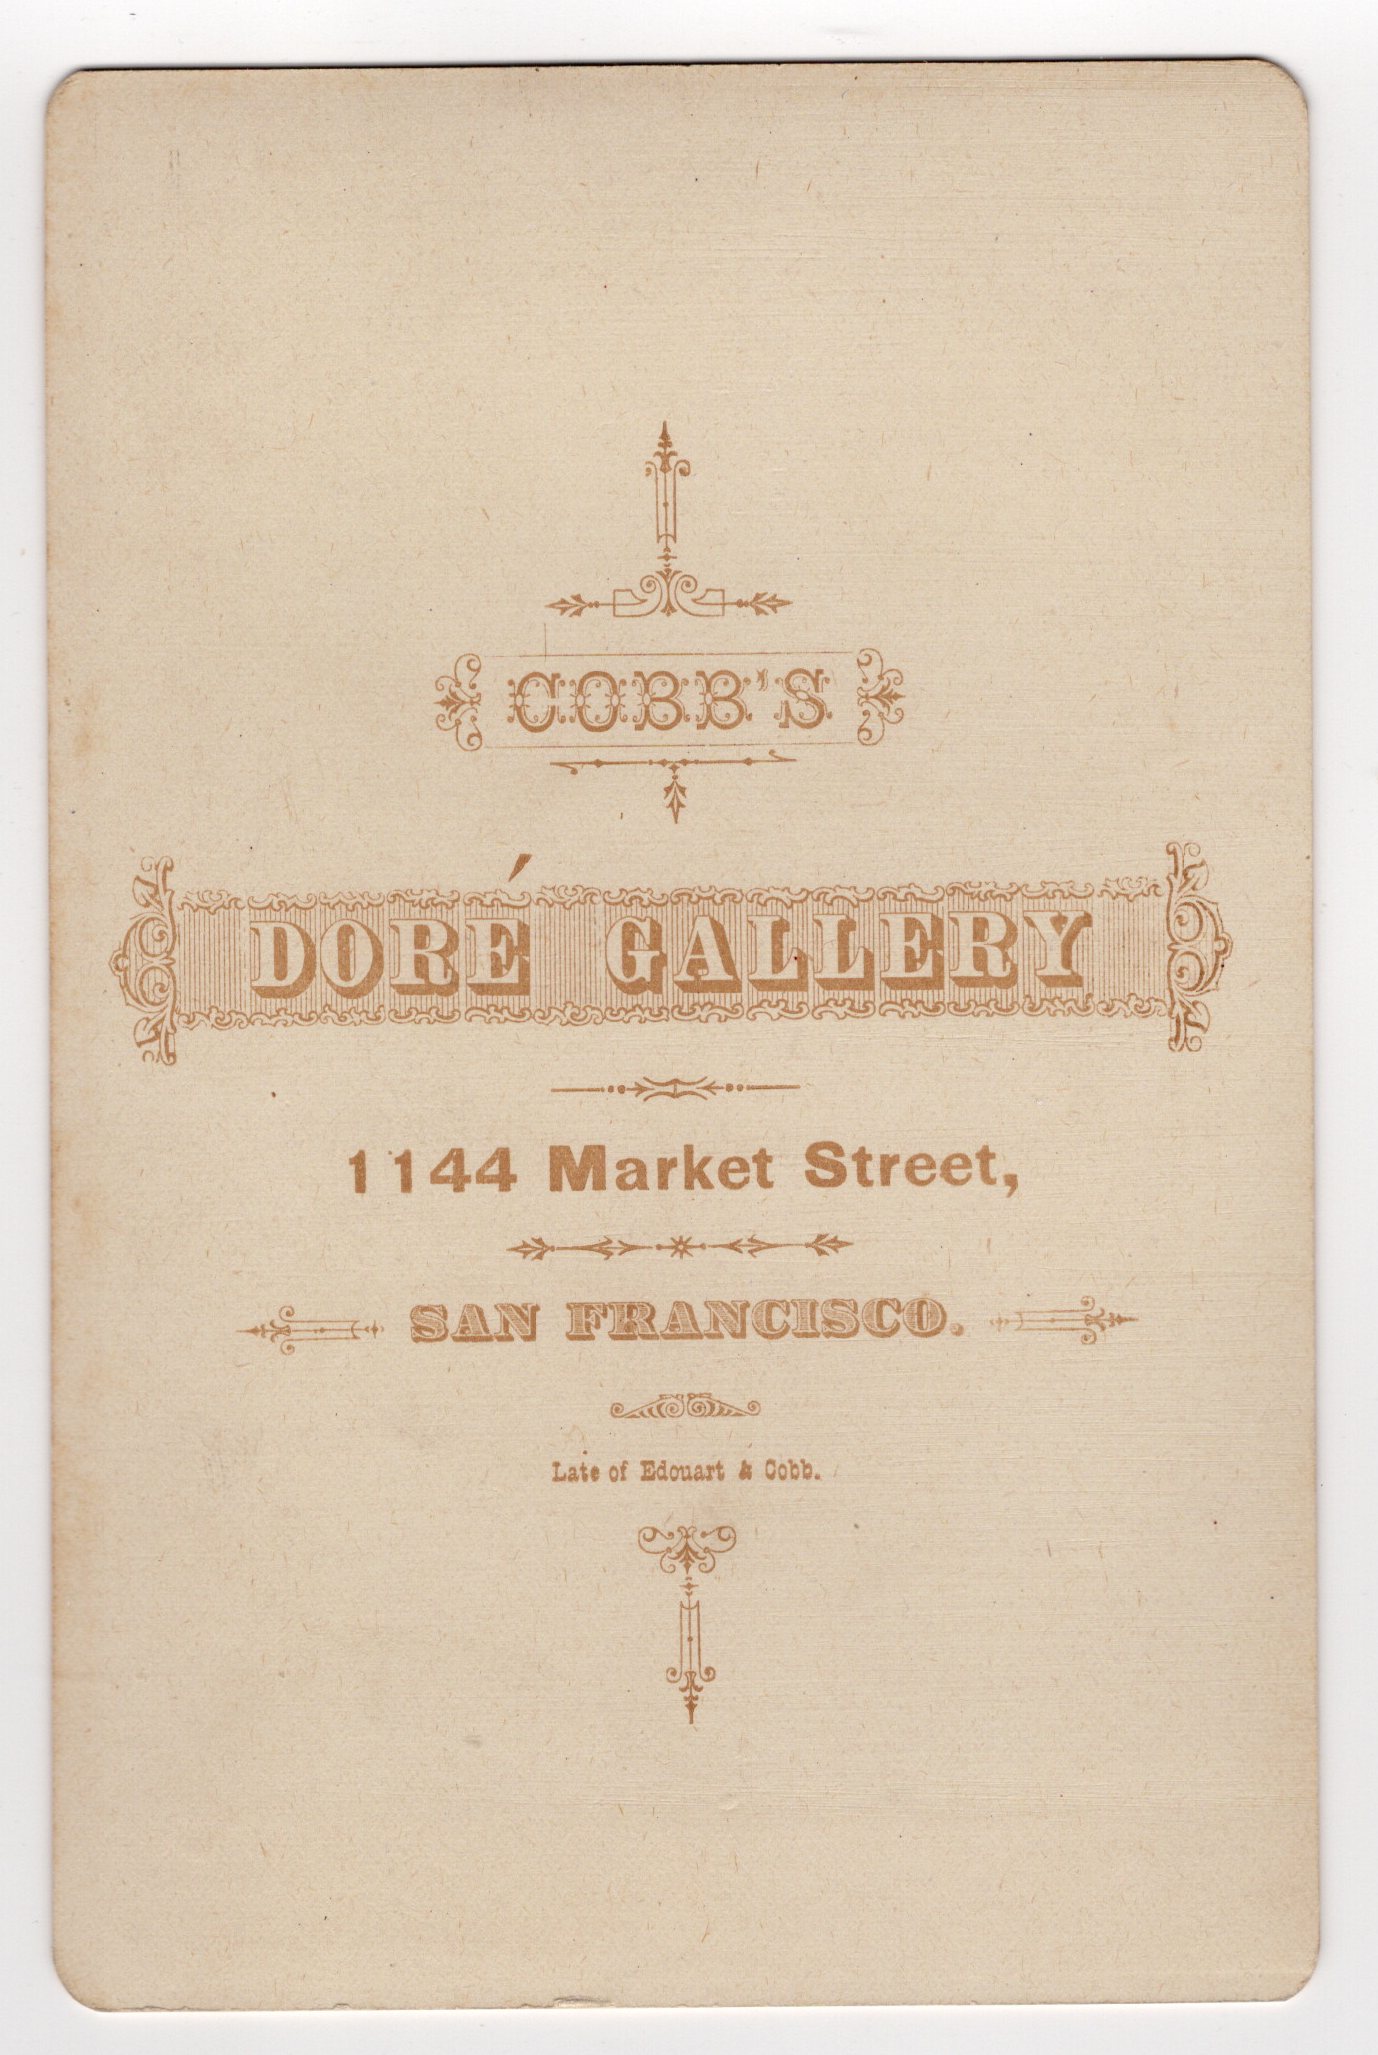 COBB'S
DORÉ GALLERY
1144 Market Street,
SAN FRANCISCO.
Late of Edouart & Cobb.